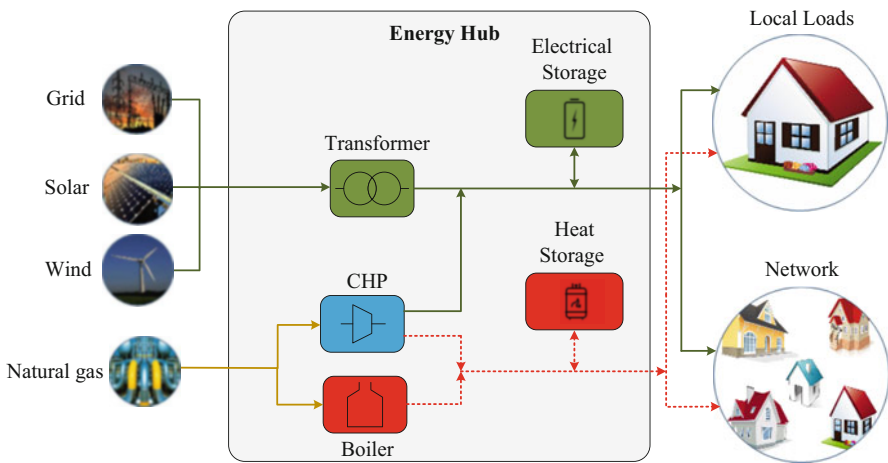 Energy Hub
Local Loads
Electrical
Storage
Grid
Transformer
Solar
Wind
Heat
Storage
CHP
Network
Natural gas
Boiler